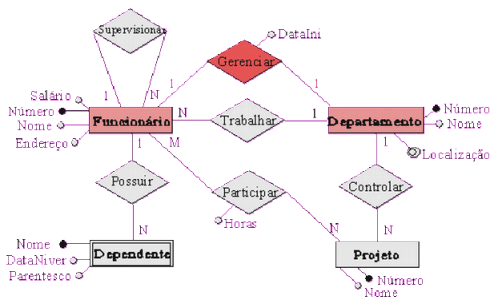 Supervisionar
DataIni
Gerenciar
Salário
1
N
1
1
Número
Nome
Endereço
Funcionário
N
Trabalhar
1
Departamento
Número
Nome
Localização
1
M
1
Possuir
Participar
Horas
Controlar
N
N
N
Nome
DataNiver
Parentesco
Dependente
Projeto
Número
Nome